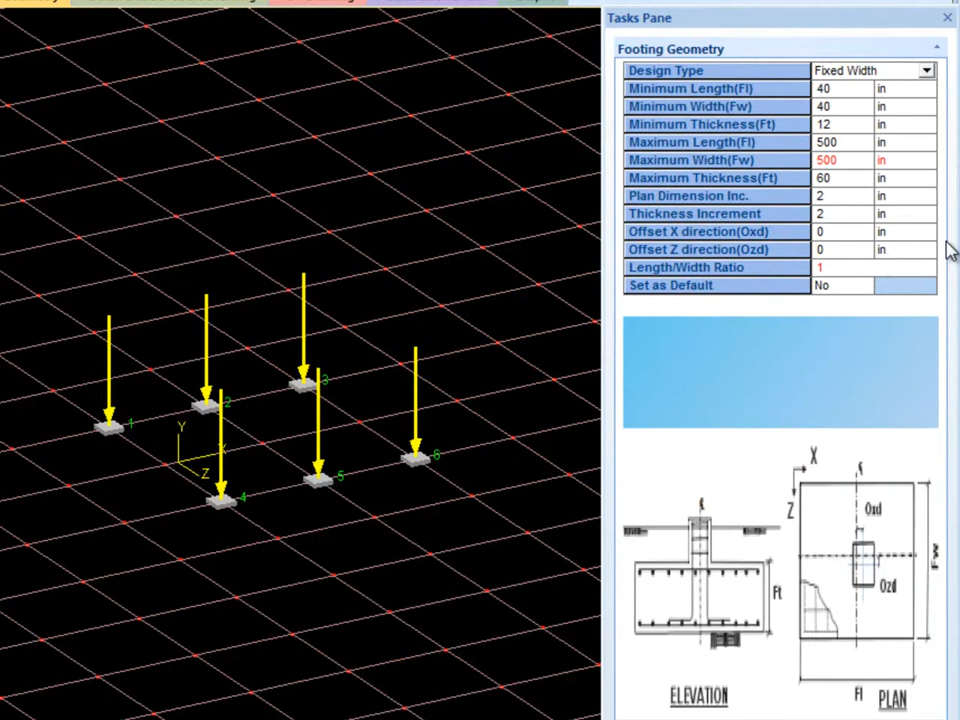 Tasks Pane
Footing Geometry
Design Type Fixed Width
Minimum Length(Fl) 40 in
Minimum Width(Fw) 40 in
Minimum Thickness(Ft) 12 in
Maximum Length(Fl) 500 in
Maximum Width(Fw) 500 in
Maximum Thickness(Ft) 60 in
Plan Dimension Inc. 2 in
Thickness Increment 2 in
Offset X direction(Oxd) 0 in
Offset Z direction(Ozd) 0 in
Length/Width Ratio 1
Set as Default No
3
1
2
Y
X
Z
6
5
4
X
Z
Oxd
Fw
Ozd
Ft
Fl
ELEVATION
PLAN